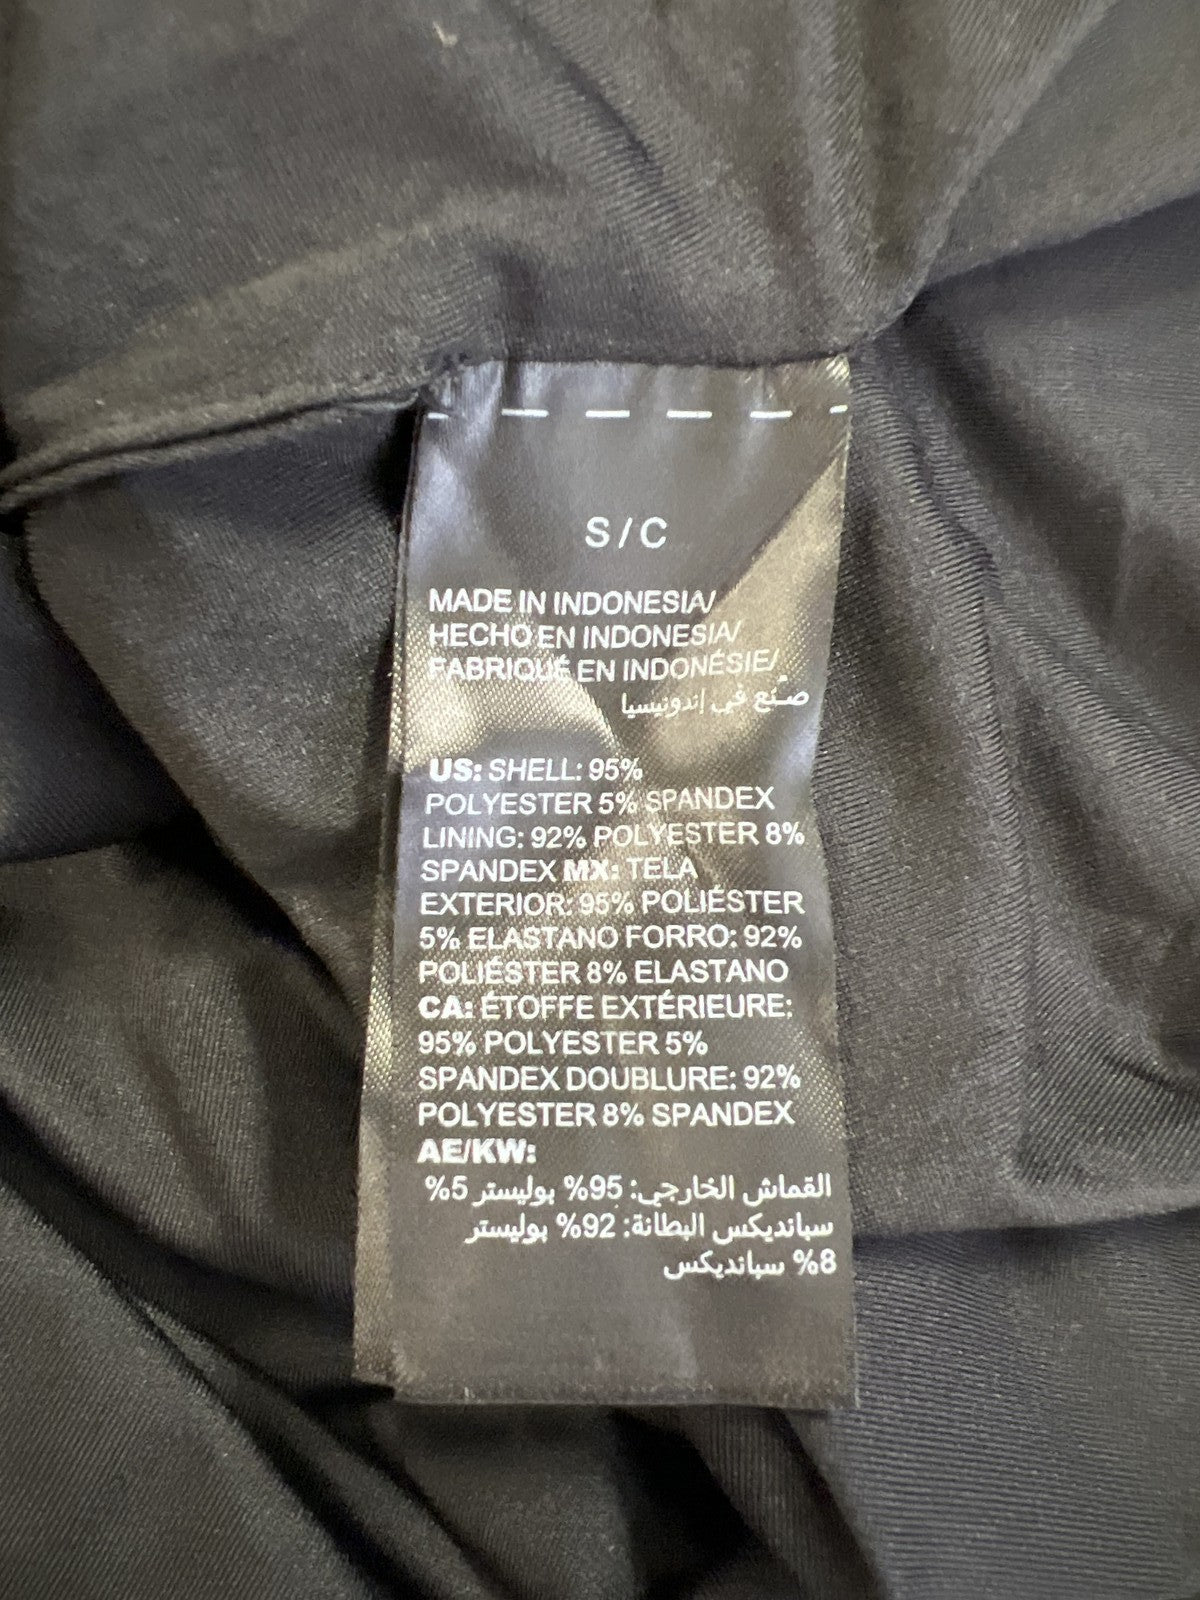 S / C
MADE IN INDONESIA/
HECHO EN INDONESIA/
FABRIQUÉ EN INDONÉSIE/
صنّع في إندونيسيا
US: SHELL: 95%
POLYESTER 5% SPANDEX
LINING: 92% POLYESTER 8%
SPANDEX MX: TELA
EXTERIOR: 95% POLIÉSTER
5% ELASTANO FORRO: 92%
POLIÉSTER 8% ELASTANO
CA: ÉTOFFE EXTÉRIEURE:
95% POLYESTER 5%
SPANDEX DOUBLURE: 92%
POLYESTER 8% SPANDEX
AE/KW:
القماش الخارجي: 95% بوليستر 5%
سبانديكس البطانة: 92% بوليستر
8% سبانديكس